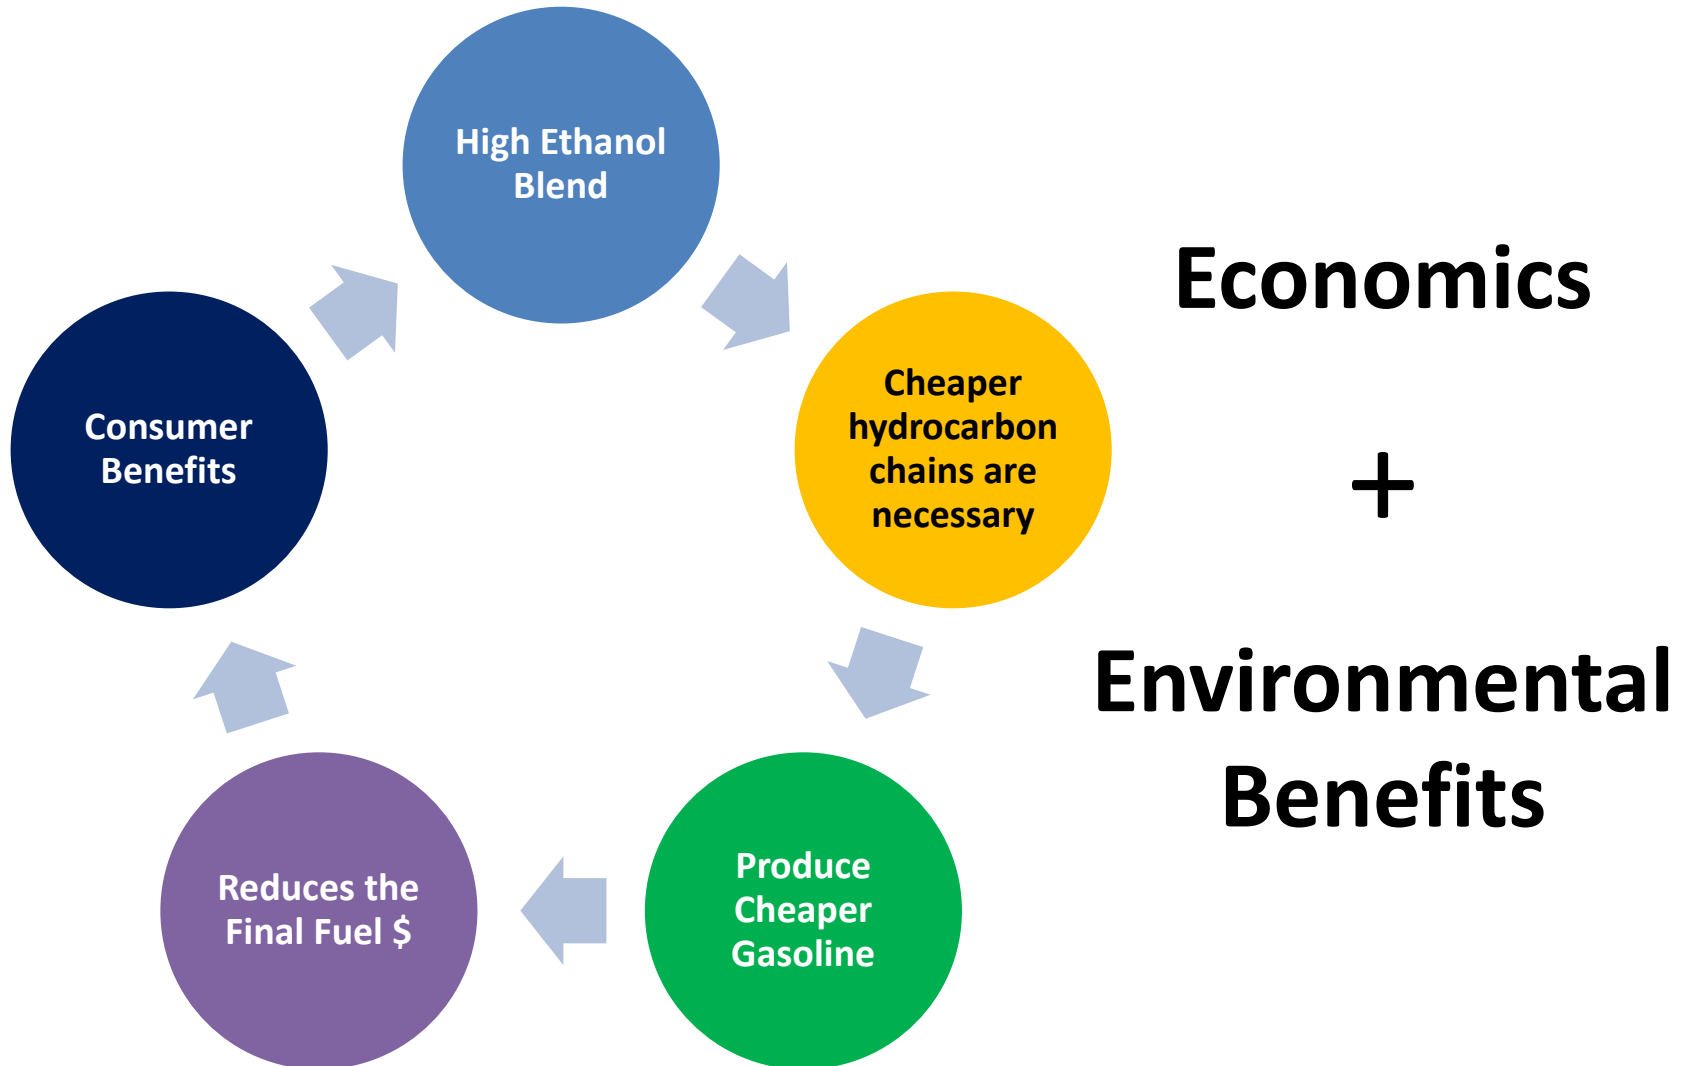 High Ethanol
Blend
Cheaper
hydrocarbon
chains are
necessary
Produce
Cheaper
Gasoline
Reduces the
Final Fuel $
Consumer
Benefits
Economics
+
Environmental
Benefits